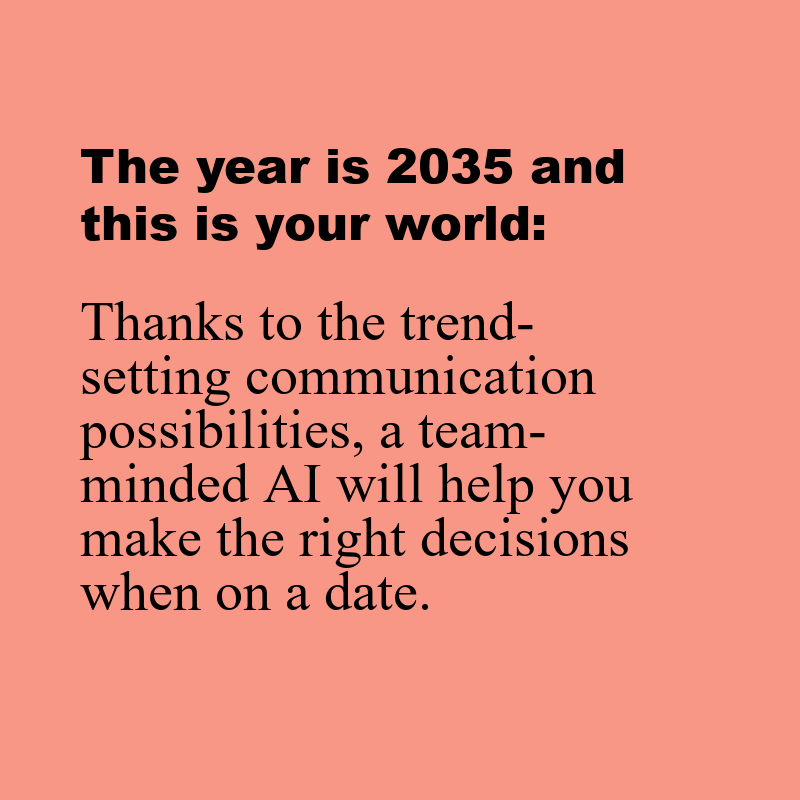 The year is 2035 and
this is your world:
Thanks to the trend-
setting communication
possibilities, a team-
minded AI will help you
make the right decisions
when on a date.